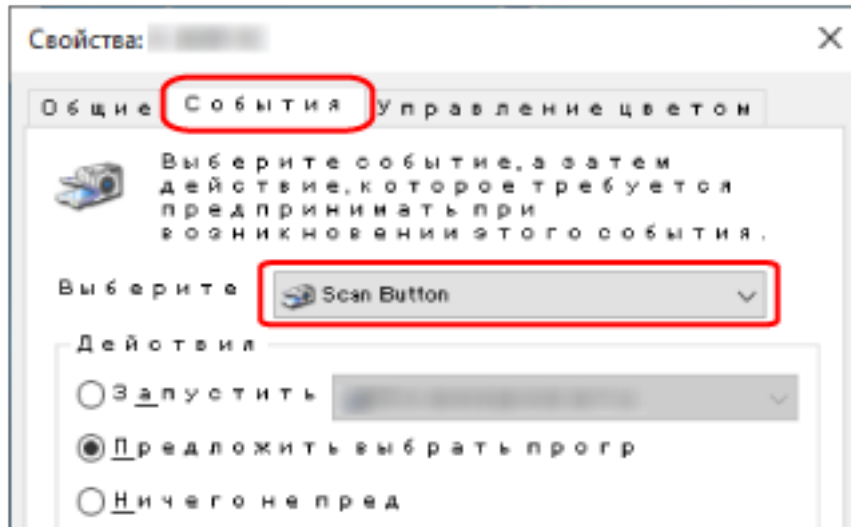 Свойства:
Общие События Управление цветом
Выберите событие, а затем
действие, которое требуется
предпринимать при
возникновении этого события.
Выберите Scan Button
Действия
Запустить
Предложить выбрать прогр
Ничего не пред